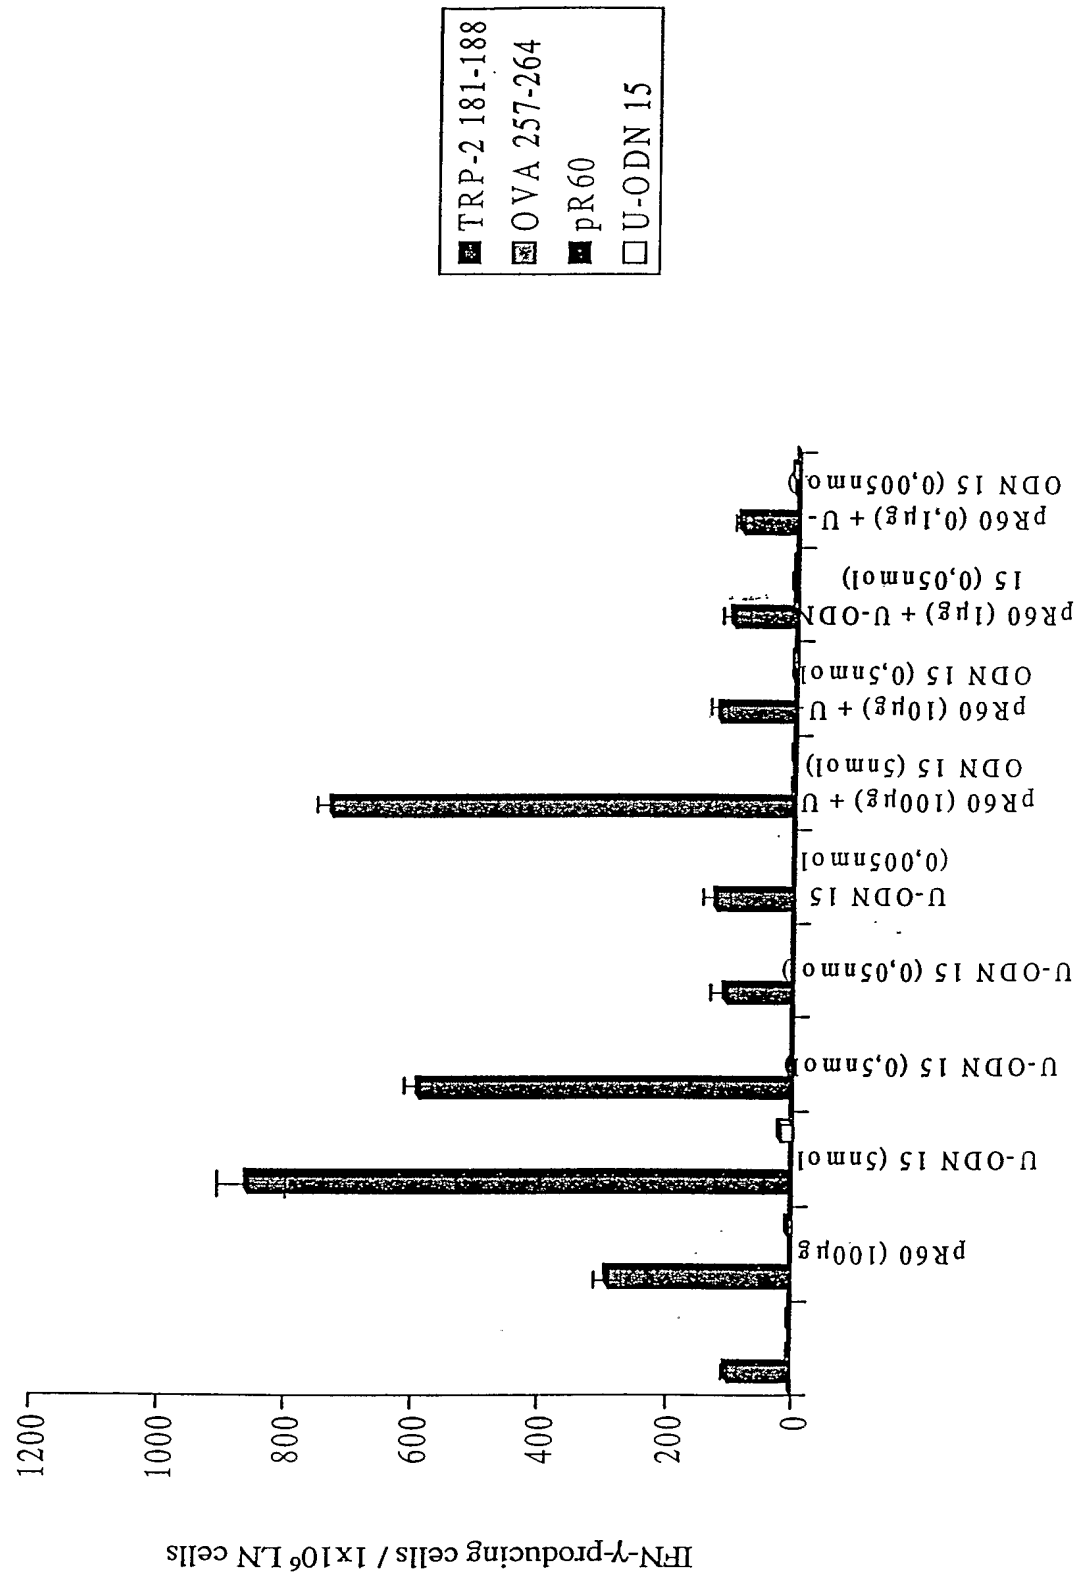 IFN-γ-producing cells / 1x10⁶ LN cells
1200
1000
800
600
400
200
0
pR60 (100µg
U-ODN 15 (5nmol
U-ODN 15 (0,5nmol
U-ODN 15 (0,05nmo
U-ODN 15
(0,005nmol
pR60 (100µg) + U
ODN 15 (5nmol)
pR60 (10µg) + U
ODN 15 (0,5nmol
pR60 (1µg) + U-ODN
15 (0,05nmol)
pR60 (0,1µg) + U-
ODN 15 (0,005nmo
TRP-2 181-188
OVA 257-264
pR60
U-ODN 15